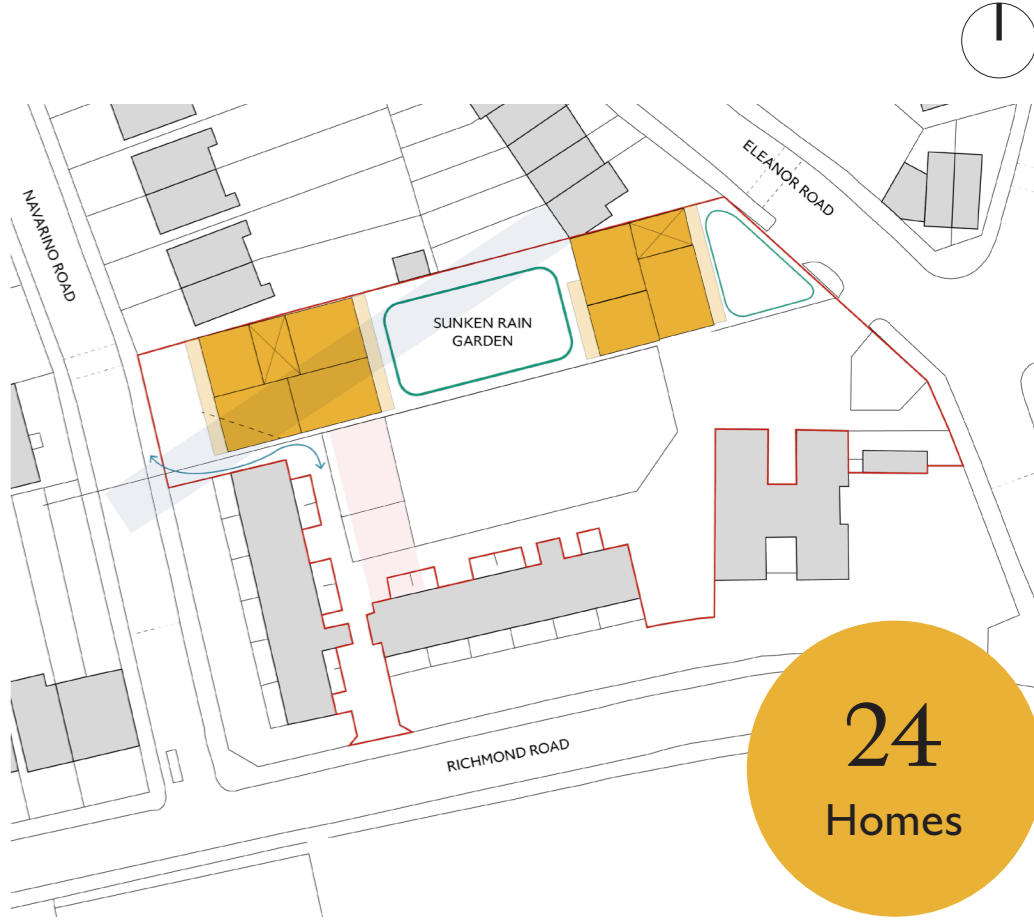 ELEANOR ROAD
NAVARINO ROAD
SUNKEN RAIN
GARDEN
RICHMOND ROAD
24
Homes